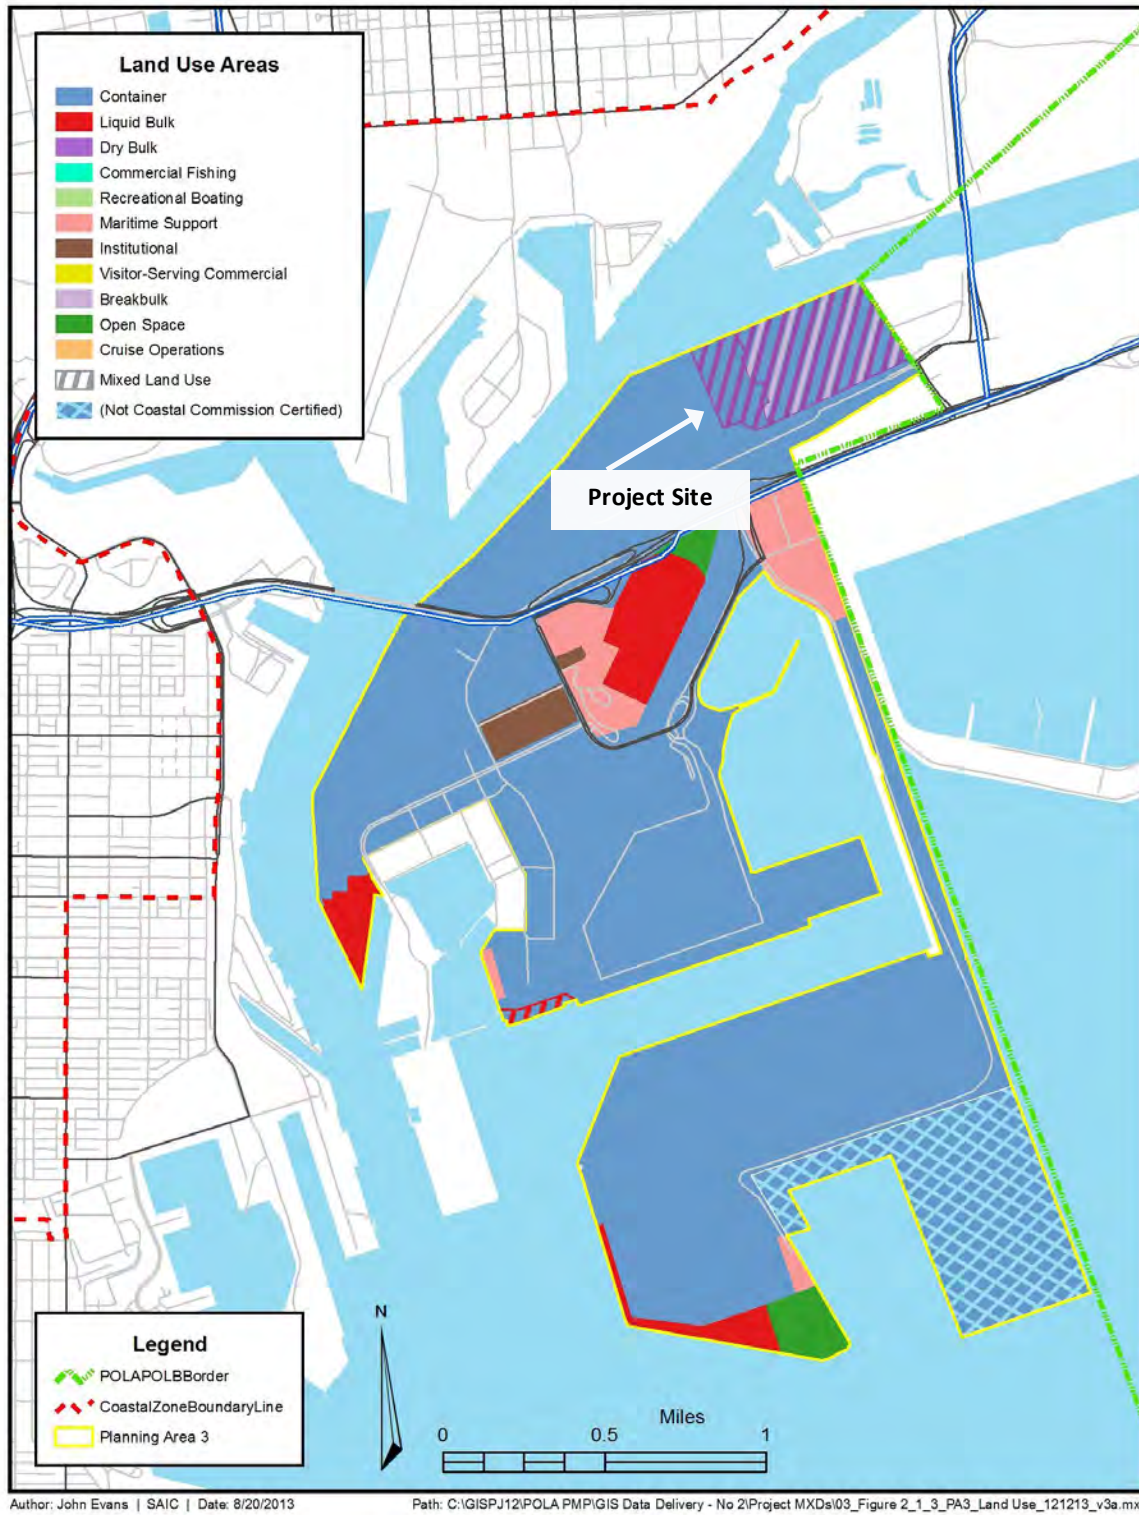 Land Use Areas
Container
Liquid Bulk
Dry Bulk
Commercial Fishing
Recreational Boating
Maritime Support
Institutional
Visitor-Serving Commercial
Breakbulk
Open Space
Cruise Operations
Mixed Land Use
(Not Coastal Commission Certified)
Project Site
Legend
POLAPOLBBorder
CoastalZoneBoundaryLine
Planning Area 3
N
Miles
0 0.5 1
Author: John Evans | SAIC | Date: 8/20/2013 Path: C:\GISPJ12\POLA PMP\GIS Data Delivery - No 2\Project MXDs\03_Figure 2_1_3_PA3_Land Use_121213_v3a.mx